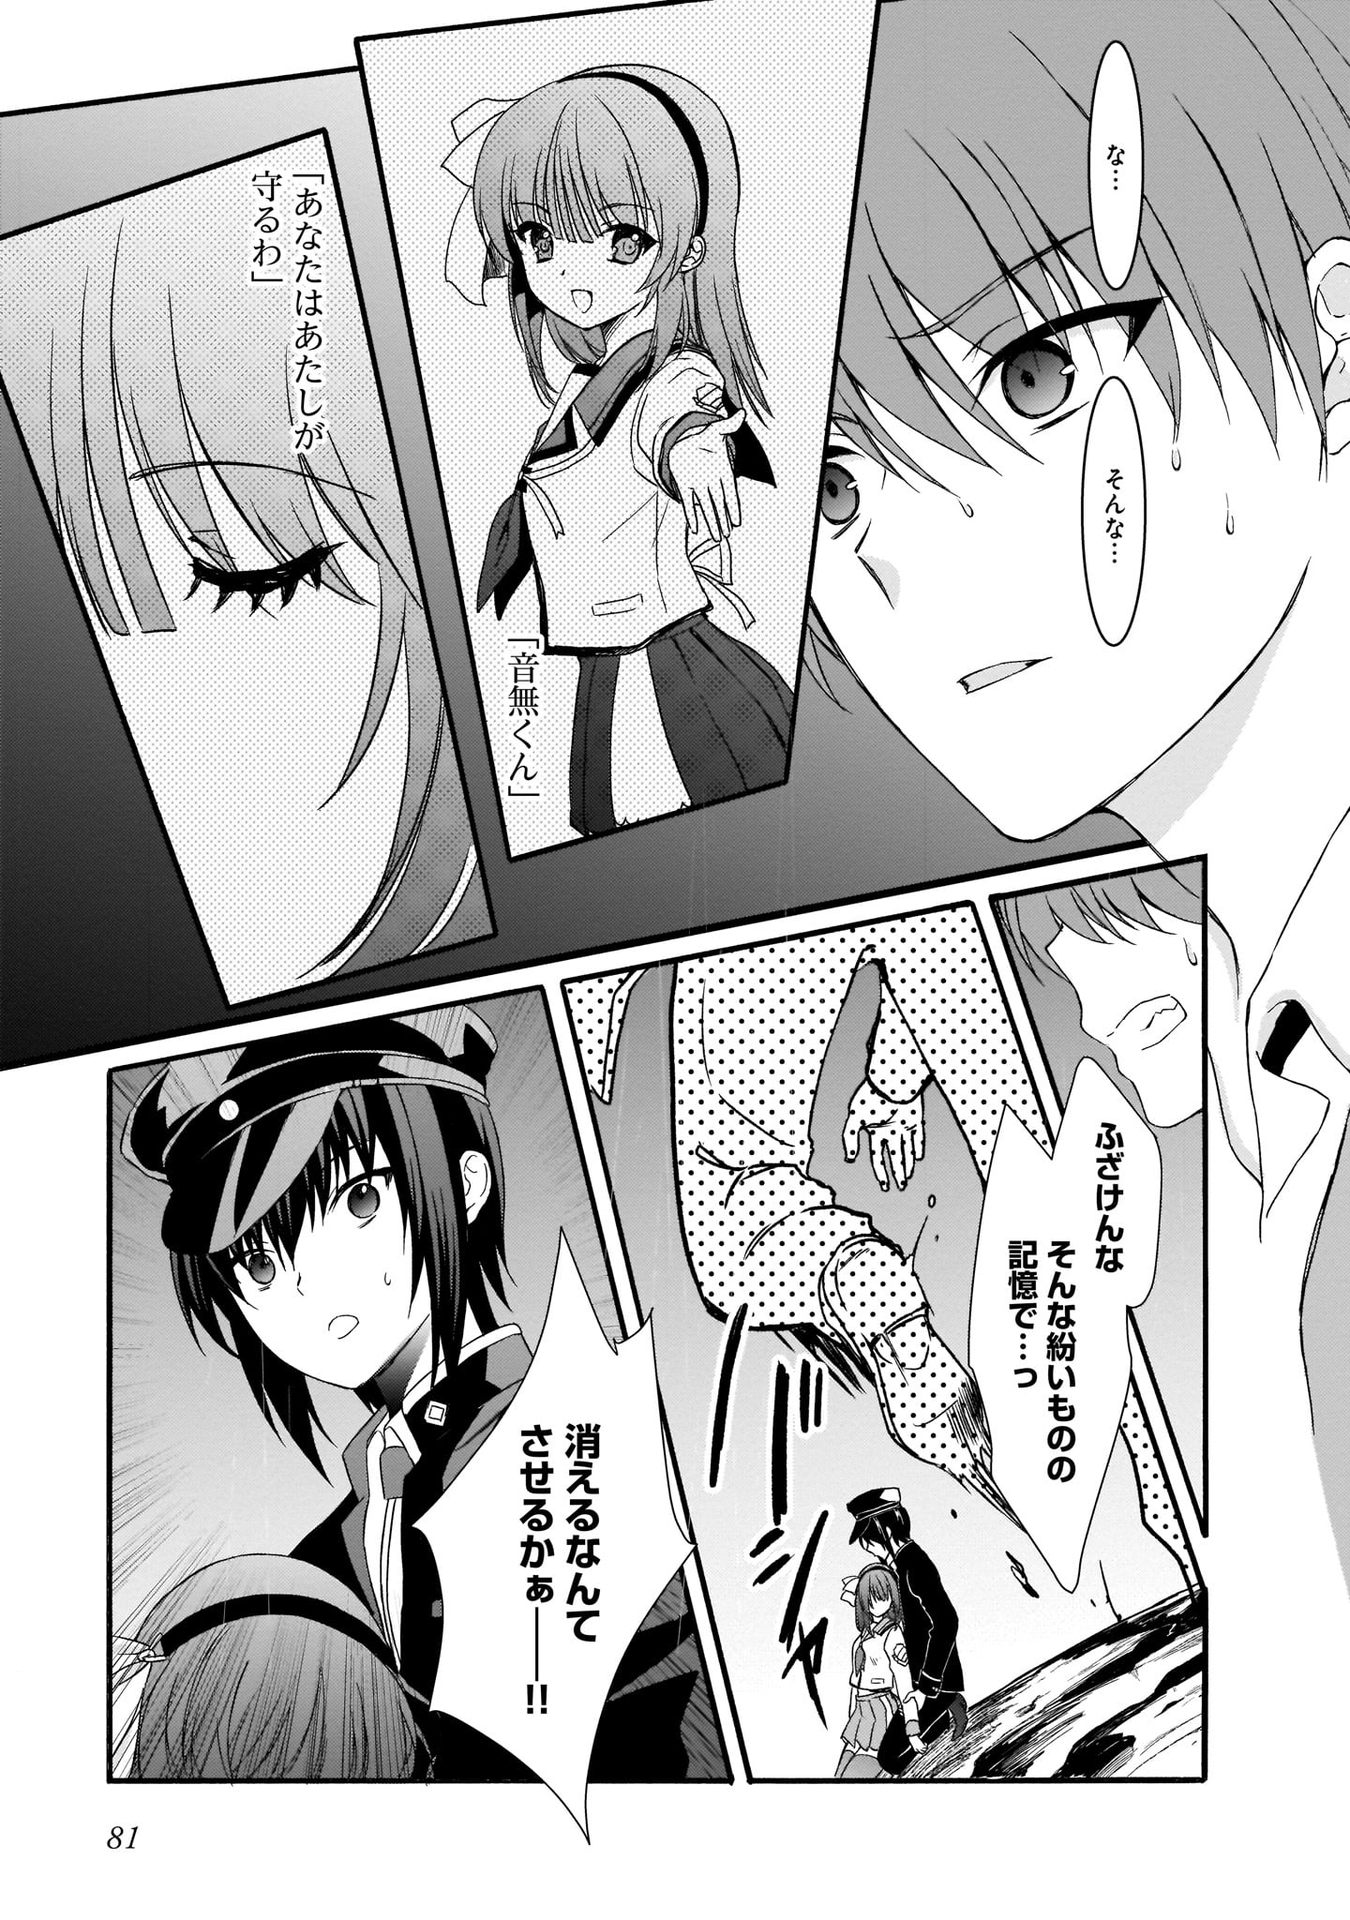 な…
そんな…
「音無くん」
「あなたはあたしが
守るわ」
ふざけんな
そんな紛いものの
記憶で…っ
ジャ
消えるなんて
させるかぁ――!!
81